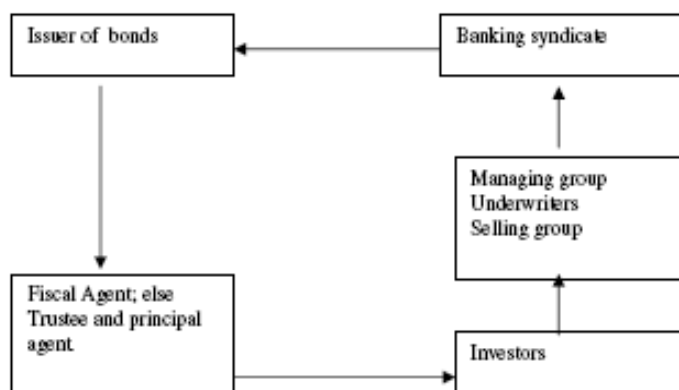 Issuer of bonds
Banking syndicate
Managing group
Underwriters
Selling group
Fiscal Agent; else
Trustee and principal
agent.
Investors